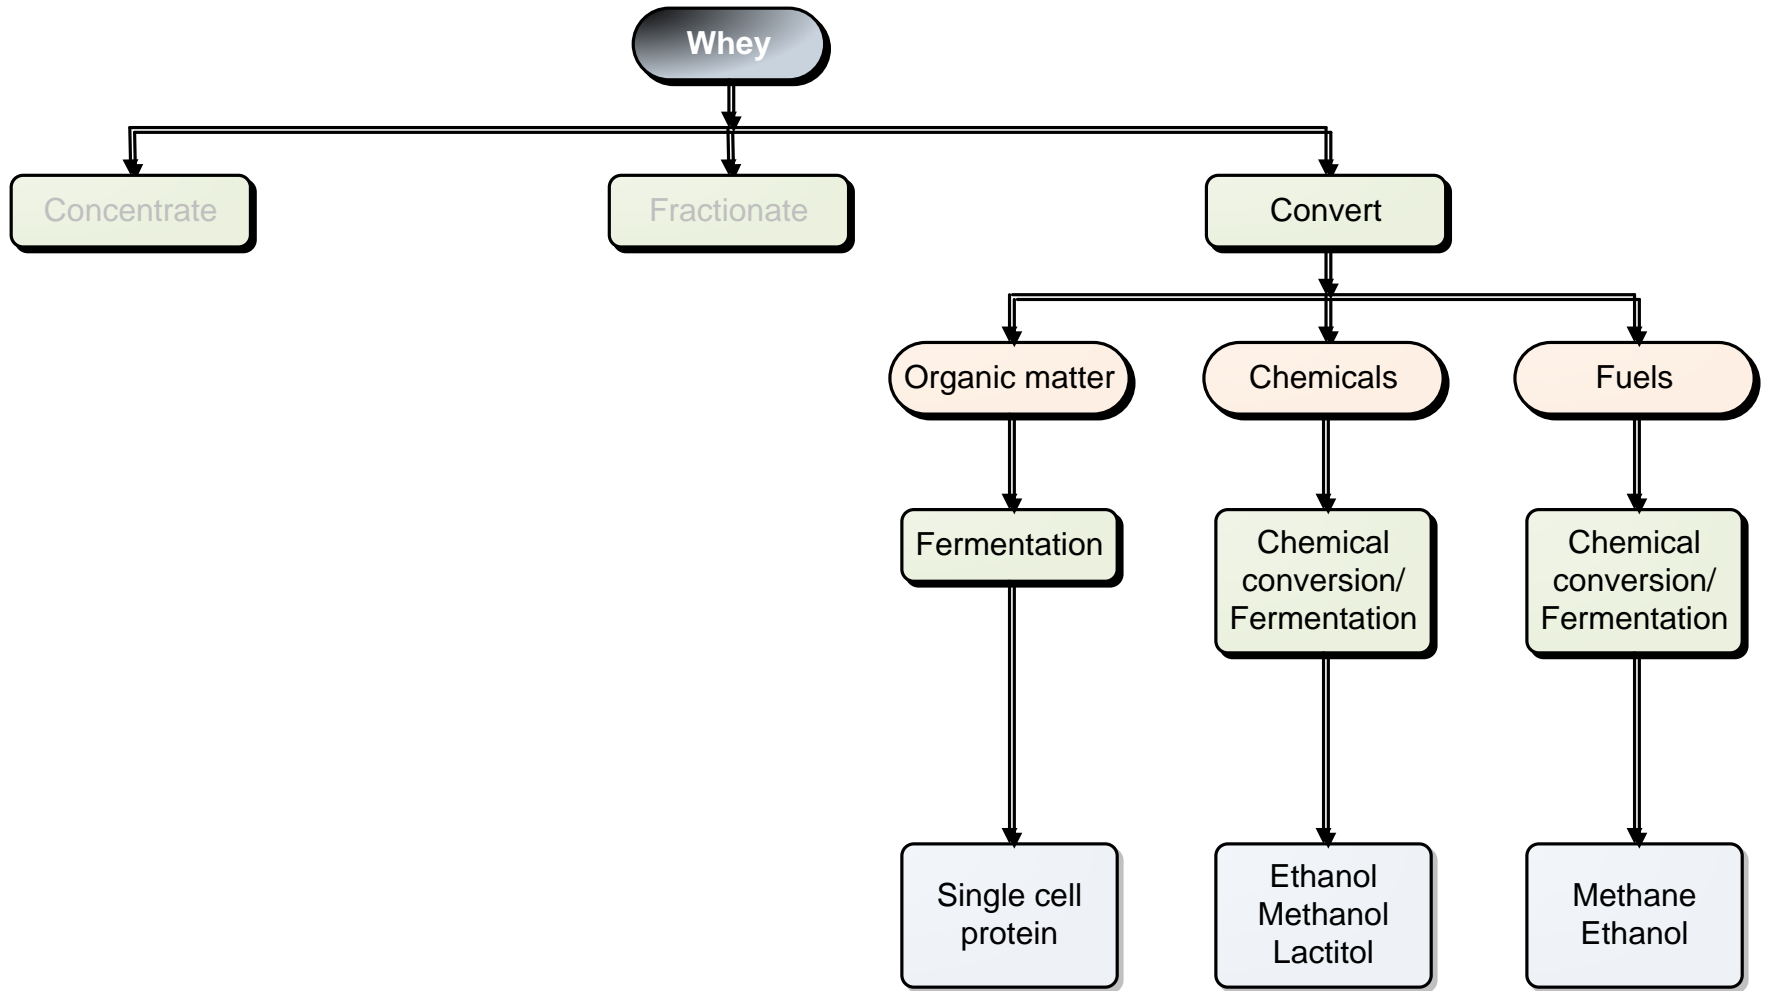 Whey
Concentrate
Fractionate
Convert
Organic matter
Chemicals
Fuels
Fermentation
Chemical
conversion/
Fermentation
Chemical
conversion/
Fermentation
Single cell
protein
Ethanol
Methanol
Lactitol
Methane
Ethanol